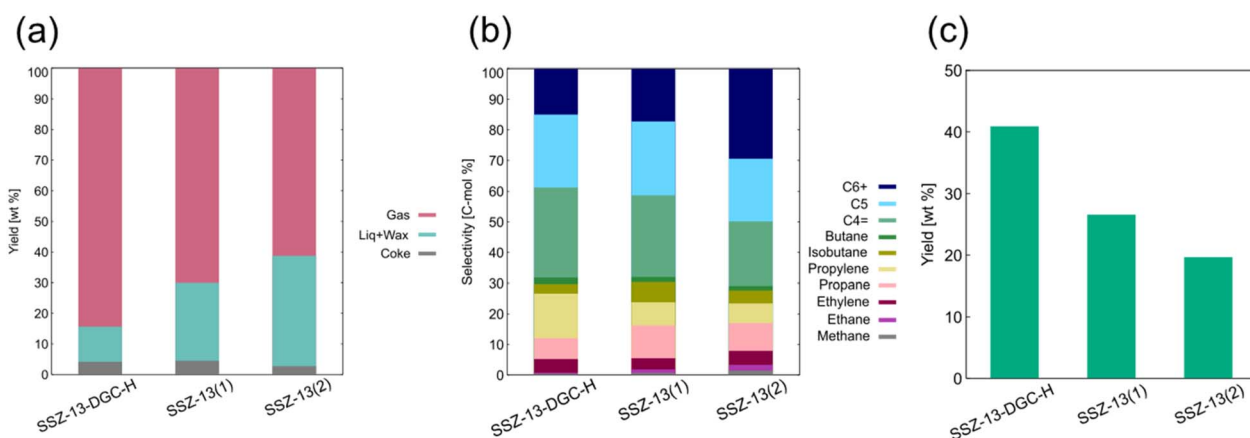 (a)
Yield [wt %]
100
90
80
70
60
50
40
30
20
10
0
SSZ-13-DGC-H
SSZ-13(1)
SSZ-13(2)
Gas
Liq+Wax
Coke
(b)
Selectivity [C-mol %]
100
90
80
70
60
50
40
30
20
10
0
SSZ-13-DGC-H
SSZ-13(1)
SSZ-13(2)
C6+
C5
C4=
Butane
Isobutane
Propylene
Propane
Ethylene
Ethane
Methane
(c)
Yield [wt %]
50
40
30
20
10
0
SSZ-13-DGC-H
SSZ-13(1)
SSZ-13(2)